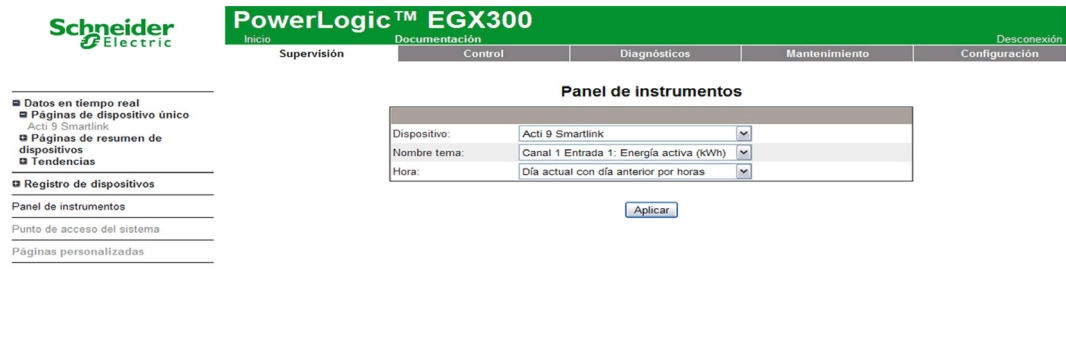 Schneider
Electric
PowerLogic™ EGX300
Inicio Documentación Desconexión
Supervisión Control Diagnósticos Mantenimiento Configuración
Datos en tiempo real
Páginas de dispositivo único
Acti 9 Smartlink
Páginas de resumen de
dispositivos
Tendencias
Registro de dispositivos
Panel de instrumentos
Punto de acceso del sistema
Páginas personalizadas
Panel de instrumentos
Dispositivo: Acti 9 Smartlink
Nombre tema: Canal 1 Entrada 1: Energía activa (kWh)
Hora: Día actual con día anterior por horas
Aplicar